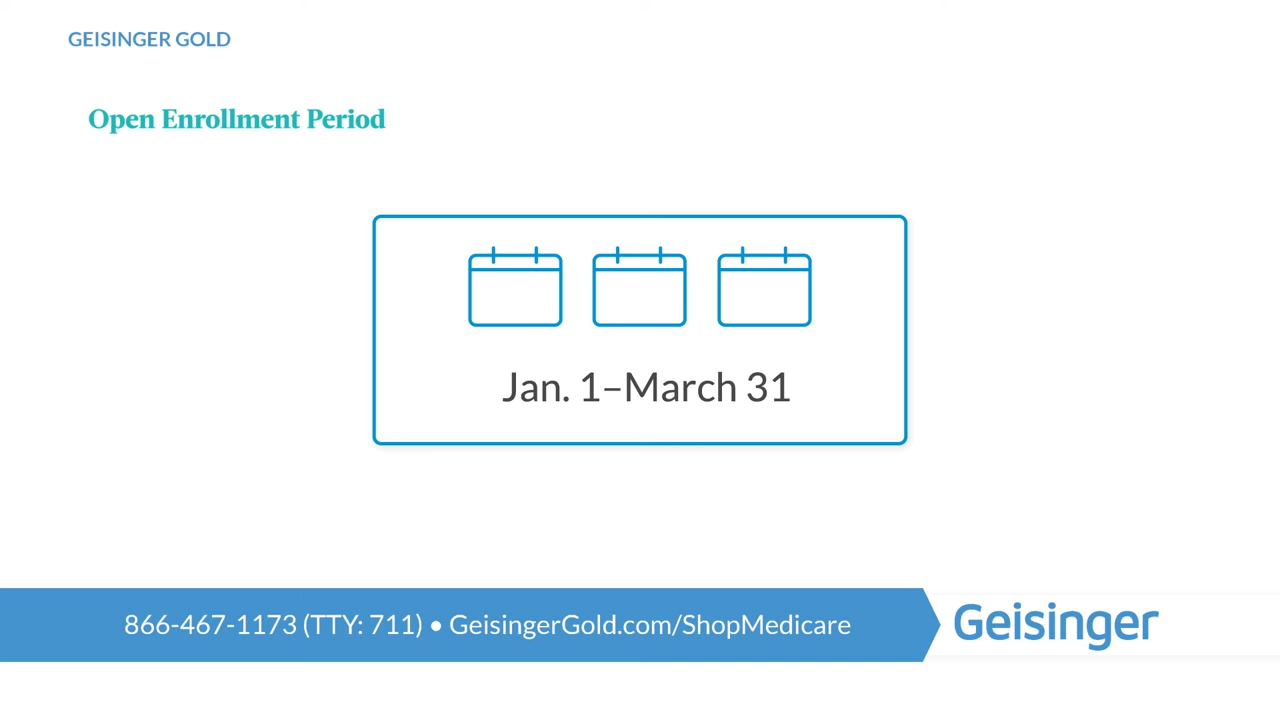 GEISINGER GOLD
Open Enrollment Period
Jan. 1–March 31
866-467-1173 (TTY: 711) • GeisingerGold.com/ShopMedicare
Geisinger